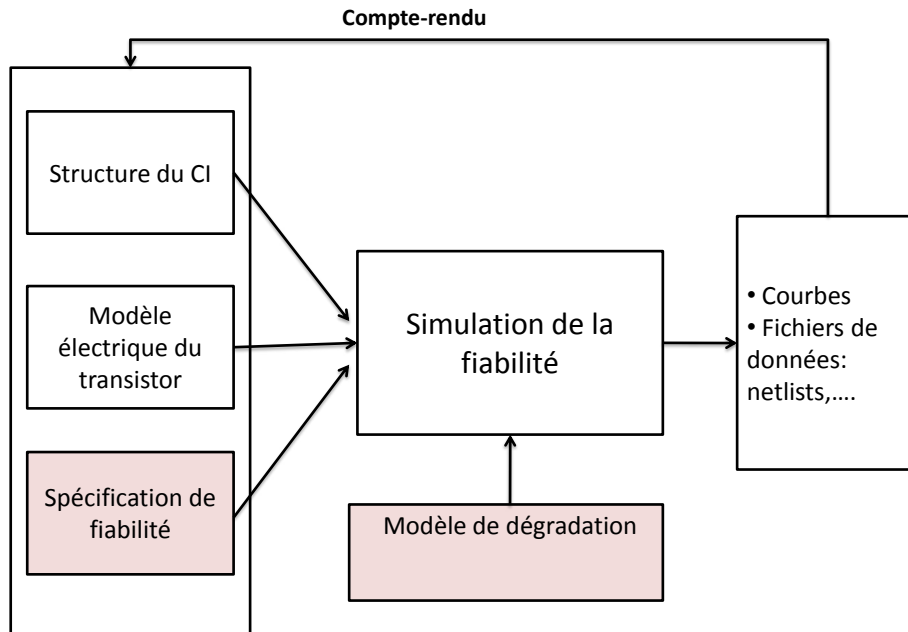 Compte-rendu
Structure du CI
Modèle
électrique du
transistor
Spécification de
fiabilité
Simulation de la
fiabilité
Modèle de dégradation
• Courbes
• Fichiers de
données:
netlists,….